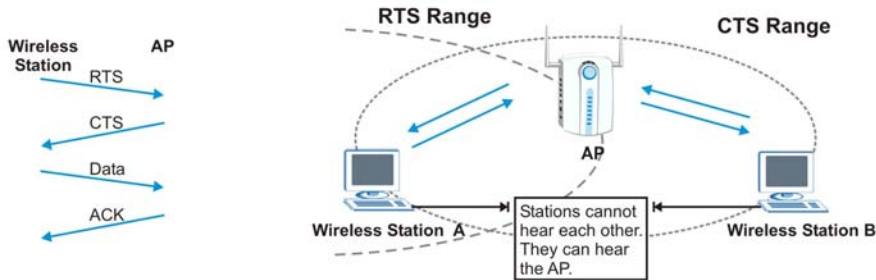 Wireless
Station
AP
RTS
CTS
Data
ACK
RTS Range
CTS Range
AP
Wireless Station A
Stations cannot
hear each other.
They can hear
the AP.
Wireless Station B